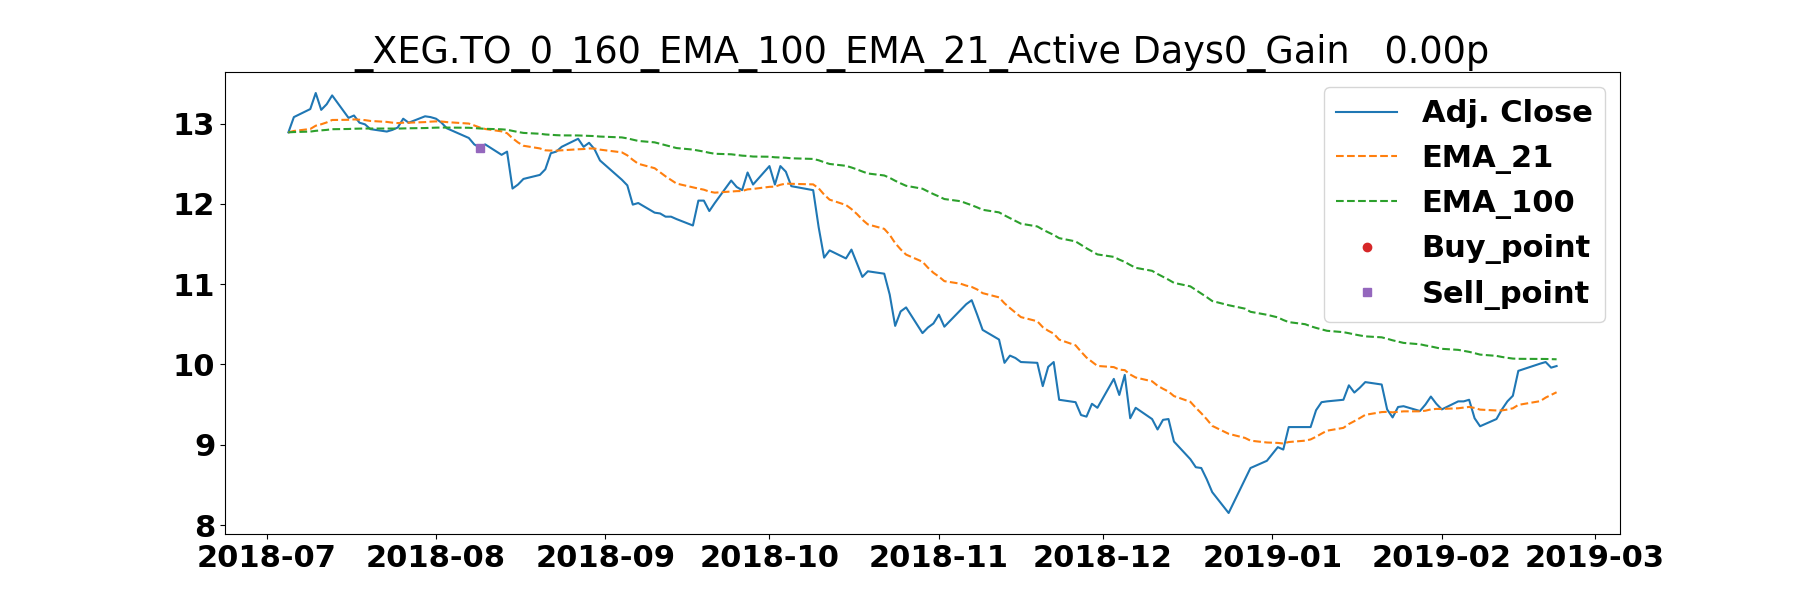 _XEG.TO_0_160_EMA_100_EMA_21_Active Days0_Gain   0.00p
13
12
11
10
9
8
Adj. Close
EMA_21
EMA_100
Buy_point
Sell_point
2018-07 2018-08 2018-09 2018-10 2018-11 2018-12 2019-01 2019-02 2019-03